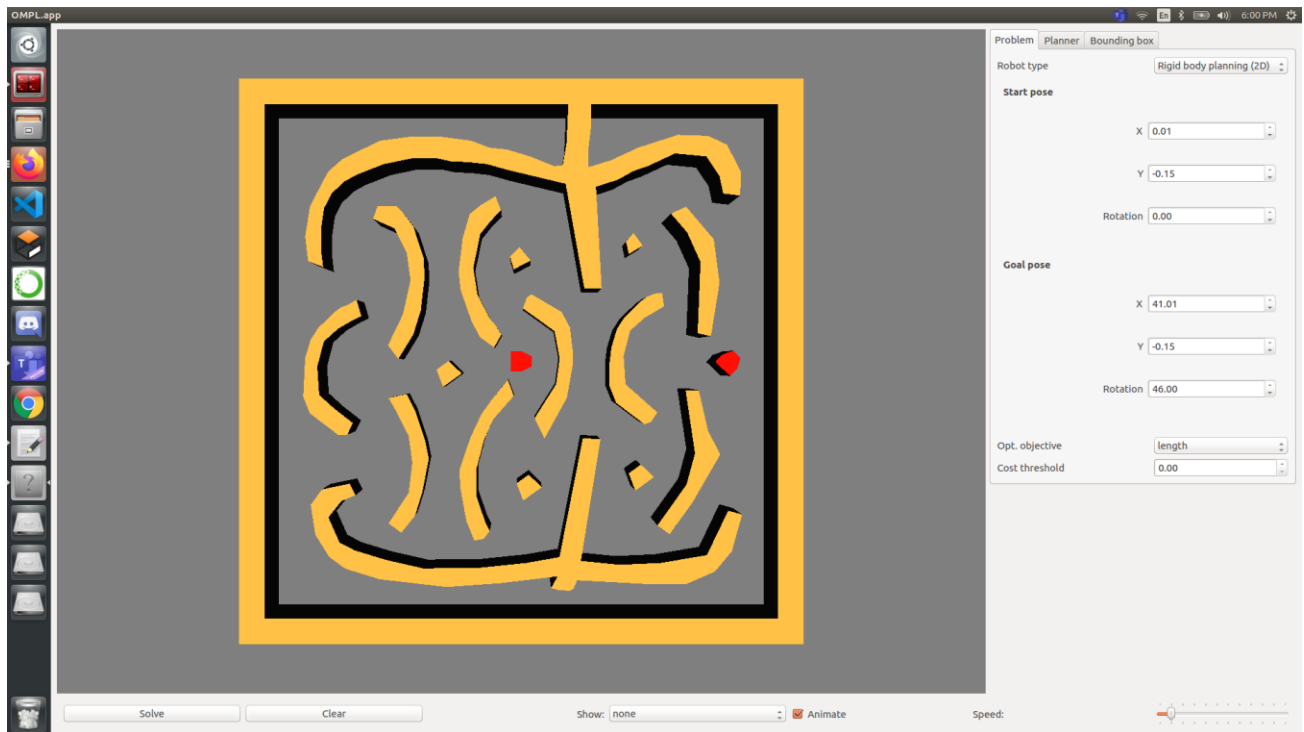 OMPL.app
En
6:00 PM
Problem Planner Bounding box
Robot type Rigid body planning (2D)
Start pose
X 0.01
Y -0.15
Rotation 0.00
Goal pose
X 41.01
Y -0.15
Rotation 46.00
Opt. objective length
Cost threshold 0.00
Solve Clear Show: none Animate Speed: